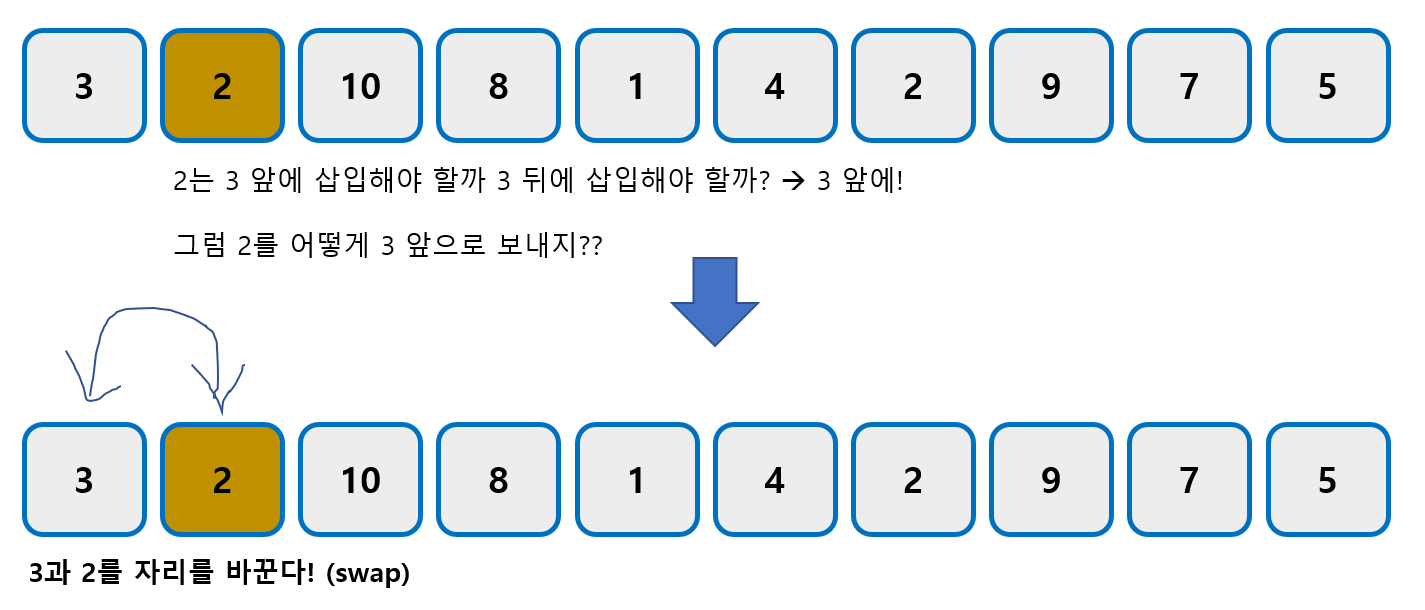 3 2 10 8 1 4 2 9 7 5
2는 3 앞에 삽입해야 할까 3 뒤에 삽입해야 할까? → 3 앞에!
그럼 2를 어떻게 3 앞으로 보내지??
3 2 10 8 1 4 2 9 7 5
3과 2를 자리를 바꾼다! (swap)